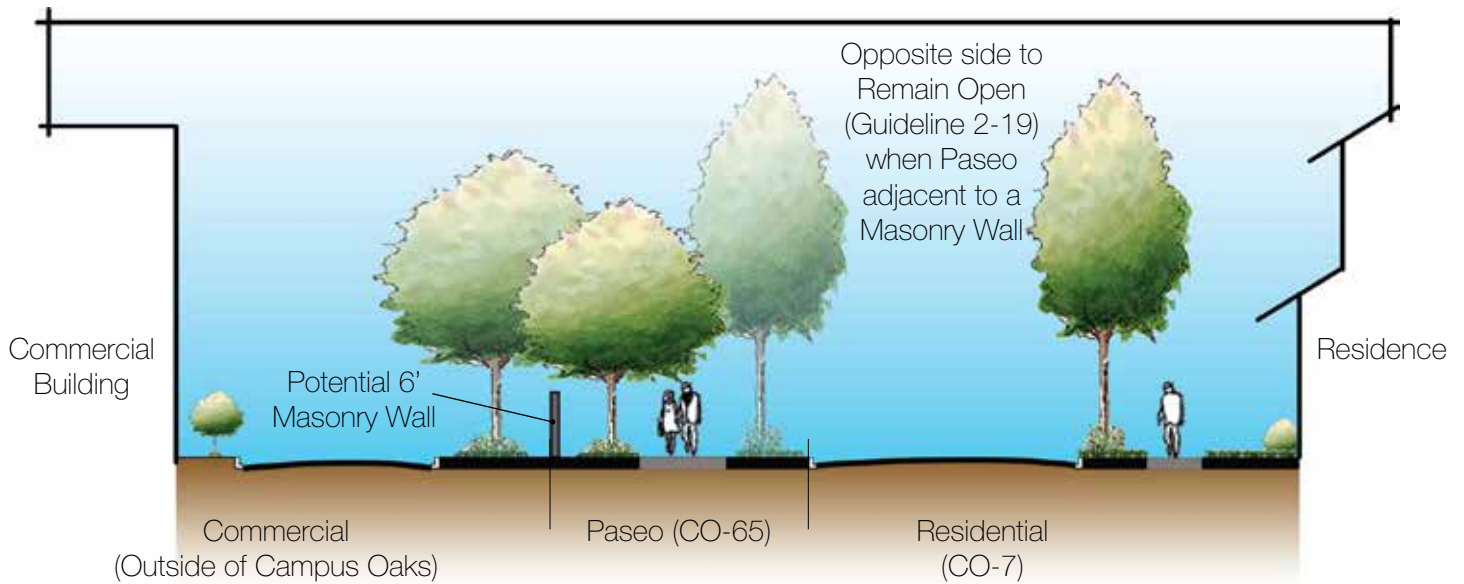 Opposite side to
Remain Open
(Guideline 2-19)
when Paseo
adjacent to a
Masonry Wall
Commercial
Building
Potential 6’
Masonry Wall
Residence
Commercial
(Outside of Campus Oaks)
Paseo (CO-65)
Residential
(CO-7)